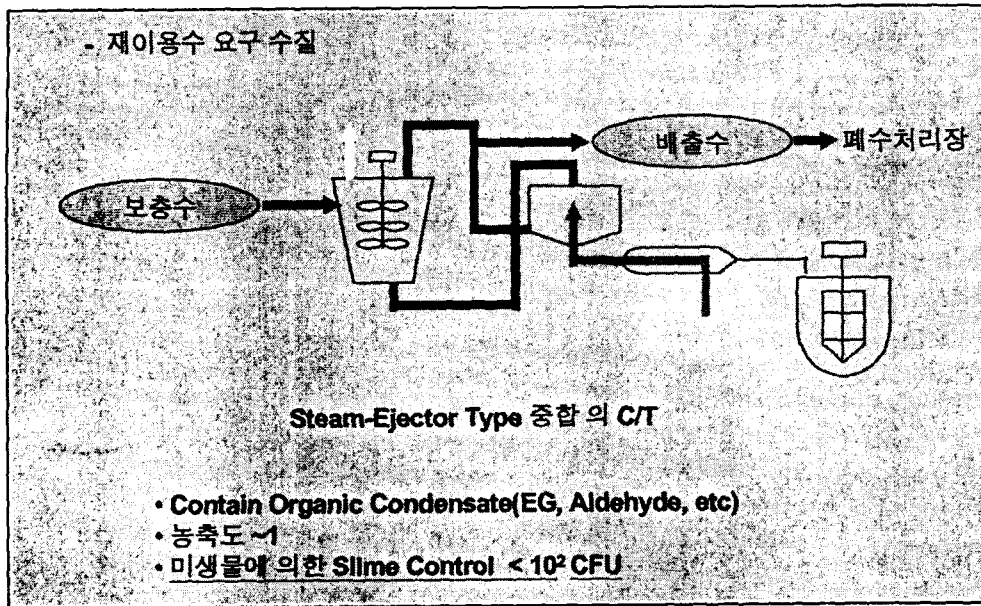 - 재이용수 요구 수질
배출수
폐수처리장
보충수
Steam-Ejector Type 중합 의 C/T
• Contain Organic Condensate(EG, Aldehyde, etc)
• 농축도 ~1
• 미생물에 의한 Slime Control < 10² CFU